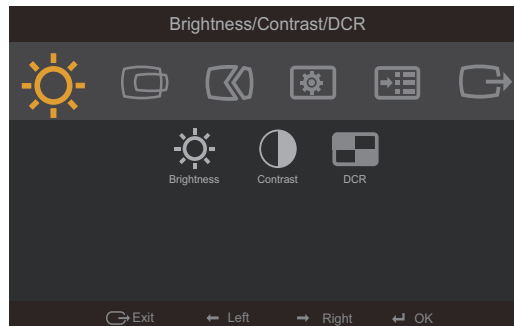 Brightness/Contrast/DCR
Brightness Contrast DCR
Exit Left Right OK